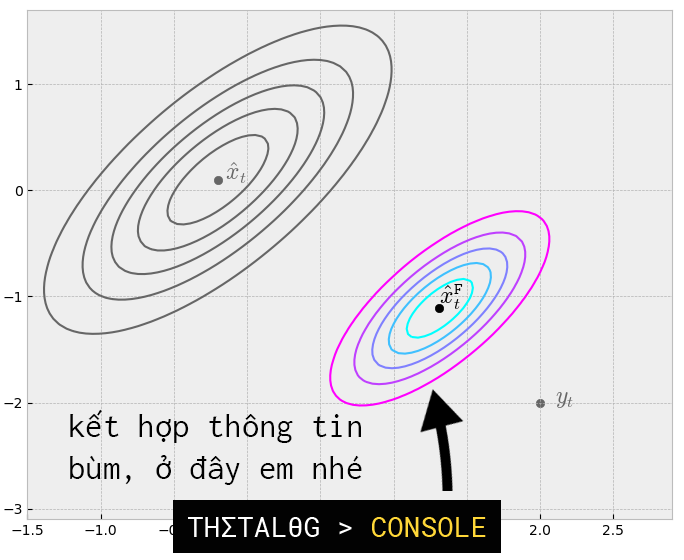 1
0
−1
−2
−3
x̂ₜ
x̂ₜᶠ
yₜ
kết hợp thông tin
bùm, ở đây em nhé
−1.5 −1.0 2.0 2.5
THΣTALθG > CONSOLE